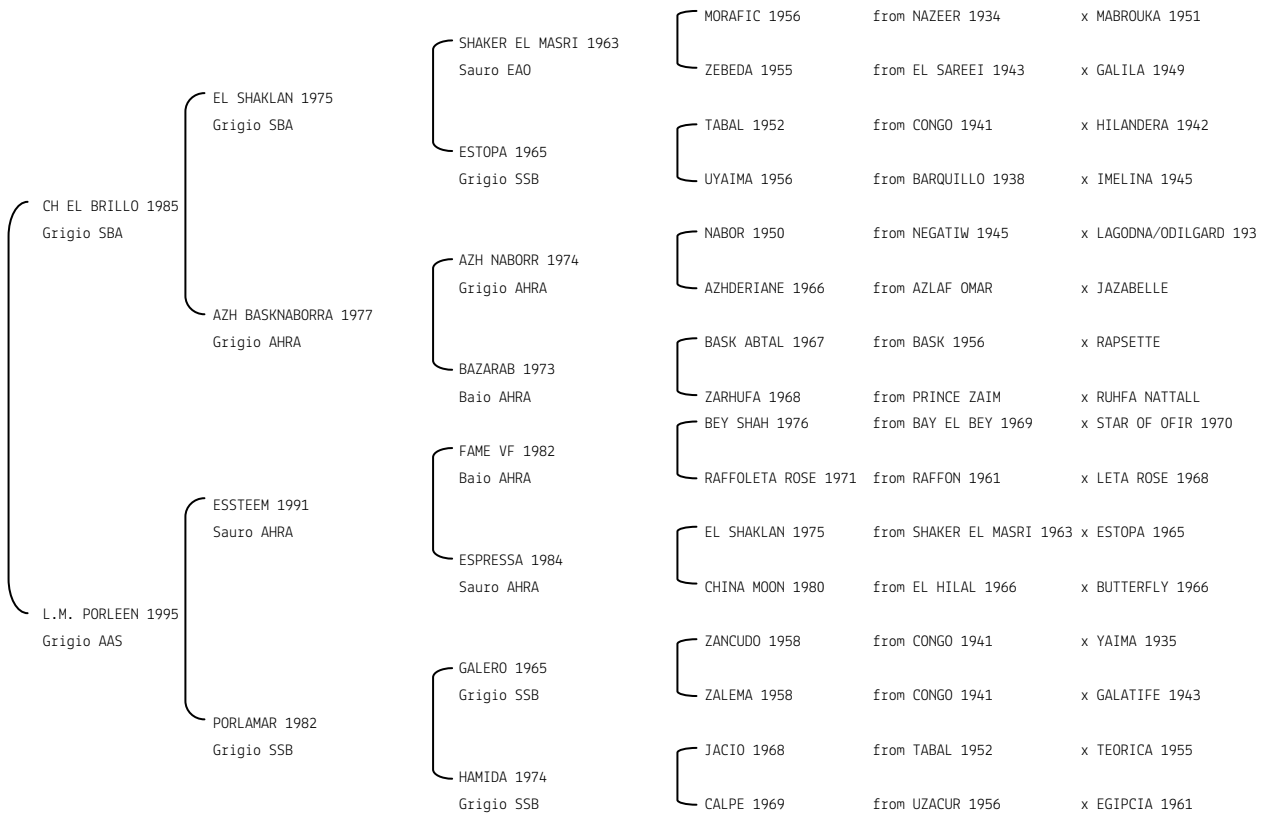 MORAFIC 1956 from NAZEER 1934 x MABROUKA 1951
SHAKER EL MASRI 1963
Sauro EAO
ZEBEDA 1955 from EL SAREEI 1943 x GALILA 1949
EL SHAKLAN 1975
Grigio SBA
TABAL 1952 from CONGO 1941 x HILANDERA 1942
ESTOPA 1965
Grigio SSB
UYAIMA 1956 from BARQUILLO 1938 x IMELINA 1945
CH EL BRILLO 1985
Grigio SBA
NABOR 1950 from NEGATIW 1945 x LAGODNA/ODILGARD 193
AZH NABORR 1974
Grigio AHRA
AZHDERIANE 1966 from AZLAF OMAR x JAZABELLE
AZH BASKNABORRA 1977
Grigio AHRA
BASK ABTAL 1967 from BASK 1956 x RAPSETTE
BAZARAB 1973
Baio AHRA
ZARHUFA 1968 from PRINCE ZAIM x RUHFA NATTALL
BEY SHAH 1976 from BAY EL BEY 1969 x STAR OF OFIR 1970
FAME VF 1982
Baio AHRA
RAFFOLETA ROSE 1971 from RAFFON 1961 x LETA ROSE 1968
ESSTEEM 1991
Sauro AHRA
EL SHAKLAN 1975 from SHAKER EL MASRI 1963 x ESTOPA 1965
ESPRESSA 1984
Sauro AHRA
CHINA MOON 1980 from EL HILAL 1966 x BUTTERFLY 1966
L.M. PORLEEN 1995
Grigio AAS
ZANCUDO 1958 from CONGO 1941 x YAIMA 1935
GALERO 1965
Grigio SSB
ZALEMA 1958 from CONGO 1941 x GALATIFE 1943
PORLAMAR 1982
Grigio SSB
JACIO 1968 from TABAL 1952 x TEORICA 1955
HAMIDA 1974
Grigio SSB
CALPE 1969 from UZACUR 1956 x EGIPCIA 1961